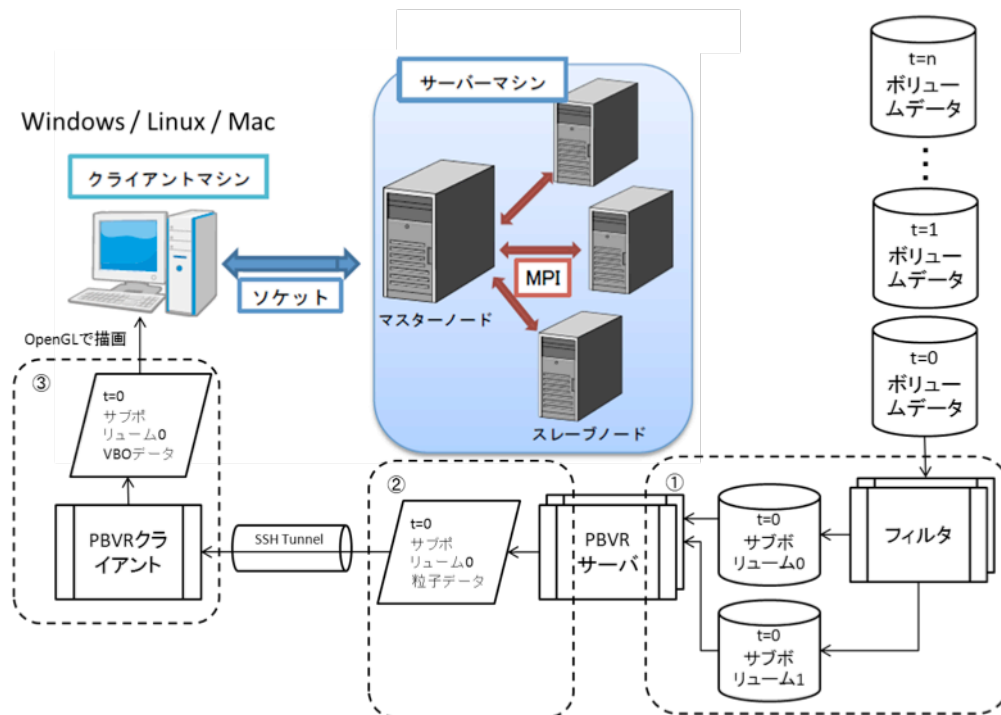 Windows / Linux / Mac
クライアントマシン
ソケット
サーバーマシン
マスターノード
MPI
スレーブノード
t=n
ボリュー
ムデータ
t=1
ボリュー
ムデータ
t=0
ボリュー
ムデータ
OpenGLで描画
③
t=0
サブボ
リューム0
VBOデータ
PBVRクラ
イアント
SSH Tunnel
②
t=0
サブボ
リューム0
粒子データ
PBVR
サーバ
①
t=0
サブボ
リューム0
t=0
サブボ
リューム1
フィルタ